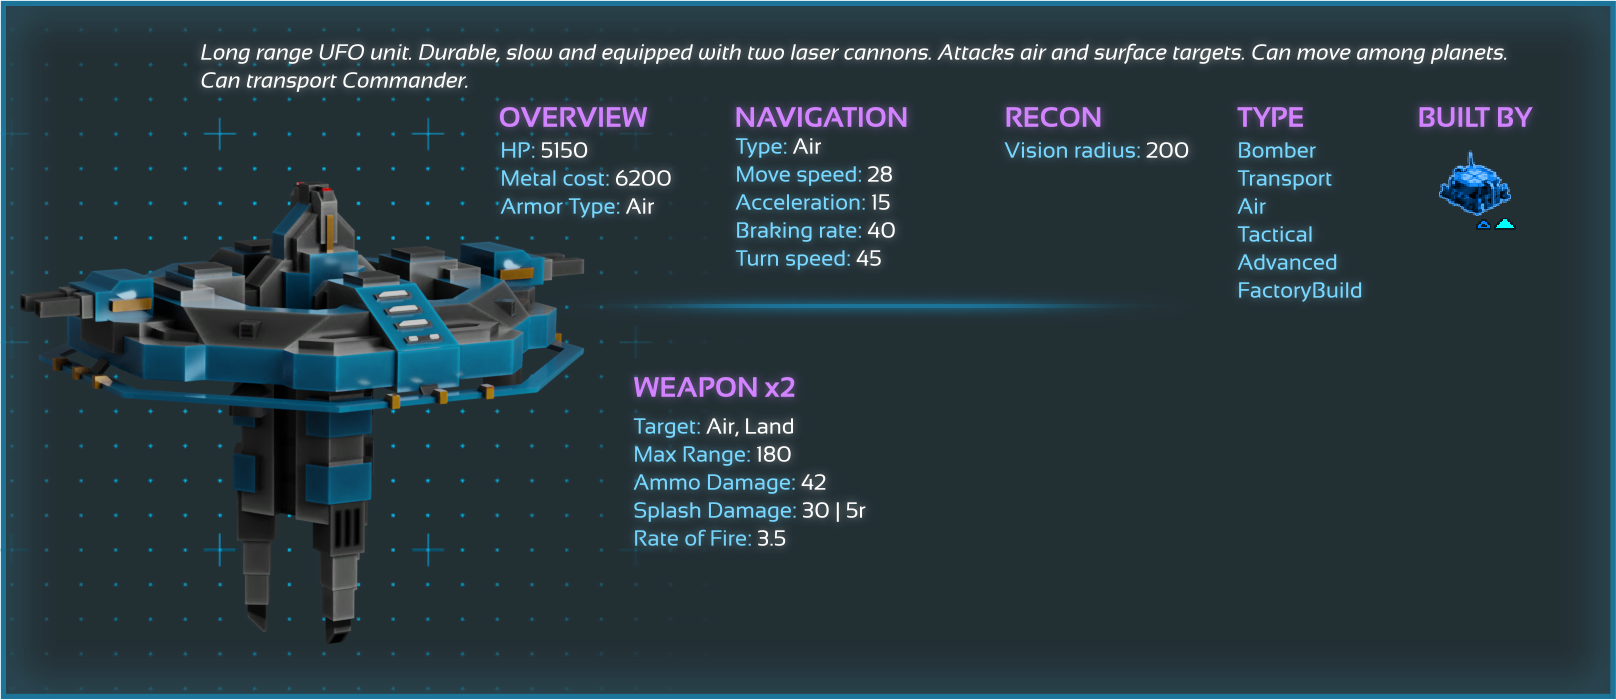 Long range UFO unit. Durable, slow and equipped with two laser cannons. Attacks air and surface targets. Can move among planets.
Can transport Commander.
OVERVIEW
HP: 5150
Metal cost: 6200
Armor Type: Air
NAVIGATION
Type: Air
Move speed: 28
Acceleration: 15
Braking rate: 40
Turn speed: 45
RECON
Vision radius: 200
TYPE
Bomber
Transport
Air
Tactical
Advanced
FactoryBuild
BUILT BY
WEAPON x2
Target: Air, Land
Max Range: 180
Ammo Damage: 42
Splash Damage: 30 | 5r
Rate of Fire: 3.5